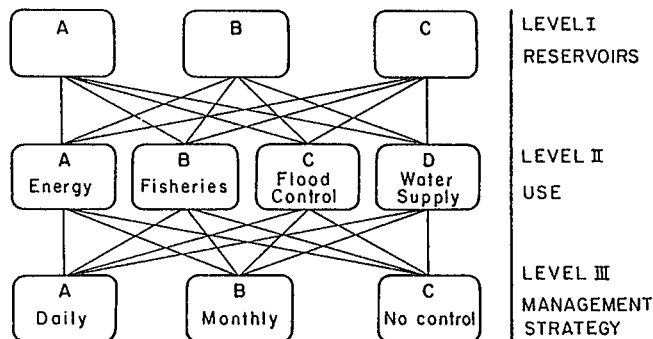 A
B
C
LEVEL I
RESERVOIRS
A
Energy
B
Fisheries
C
Flood
Control
D
Water
Supply
LEVEL II
USE
A
Daily
B
Monthly
C
No control
LEVEL III
MANAGEMENT
STRATEGY